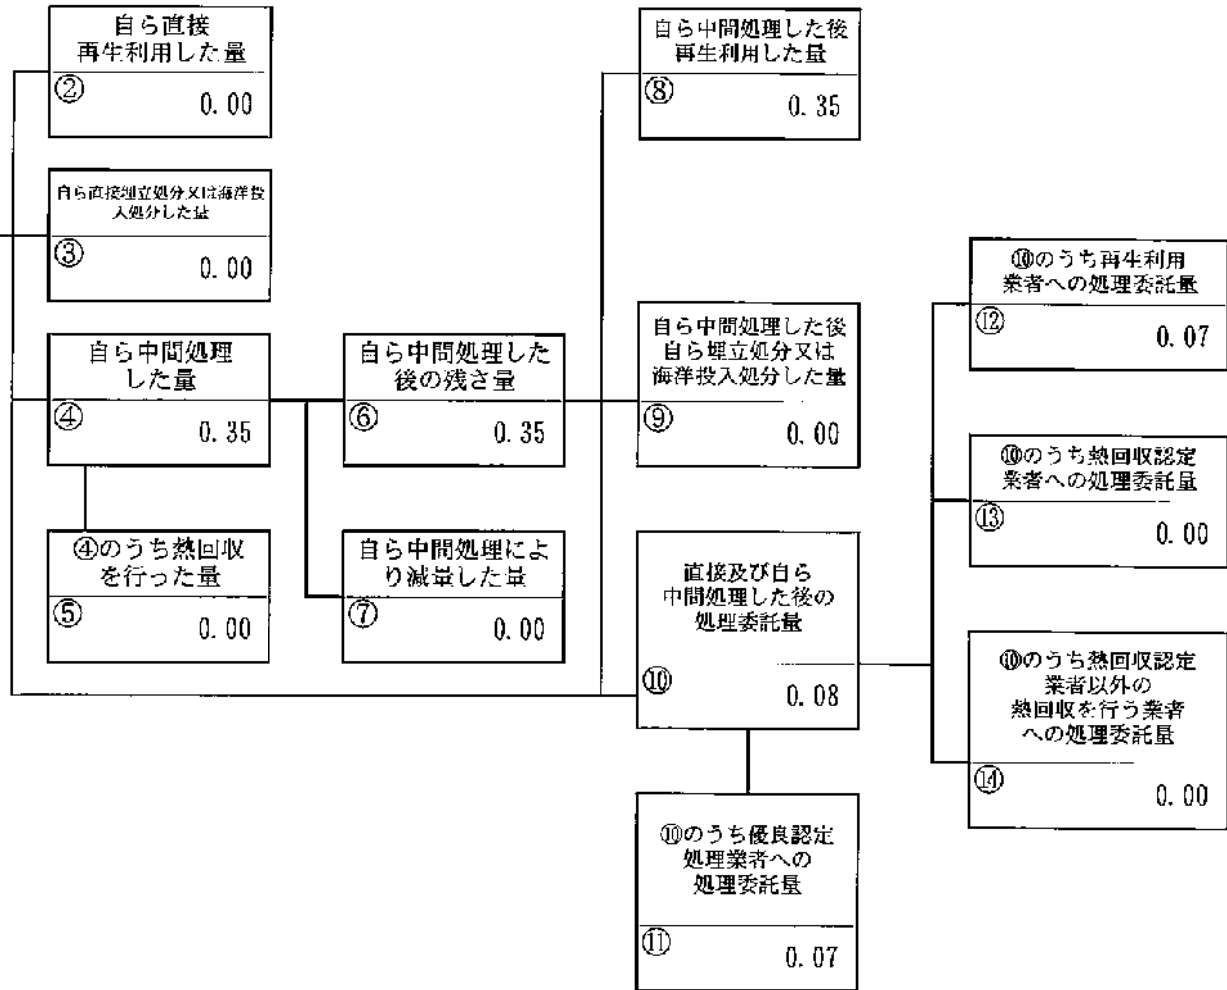 自ら直接
再生利用した量
②
0.00
自ら直接埋立処分又は海洋投
入処分した量
③
0.00
自ら中間処理
した量
④
0.35
④のうち熱回収
を行った量
⑤
0.00
自ら中間処理した
後の残さ量
⑥
0.35
自ら中間処理によ
り減量した量
⑦
0.00
自ら中間処理した後
再生利用した量
⑧
0.35
自ら中間処理した後
自ら埋立処分又は
海洋投入処分した量
⑨
0.00
直接及び自ら
中間処理した後の
処理委託量
⑩
0.08
⑩のうち優良認定
処理業者への
処理委託量
⑪
0.07
⑩のうち再生利用
業者への処理委託量
⑫
0.07
⑩のうち熱回収認定
業者への処理委託量
⑬
0.00
⑩のうち熱回収認定
業者以外の
熱回収を行う業者
への処理委託量
⑭
0.00